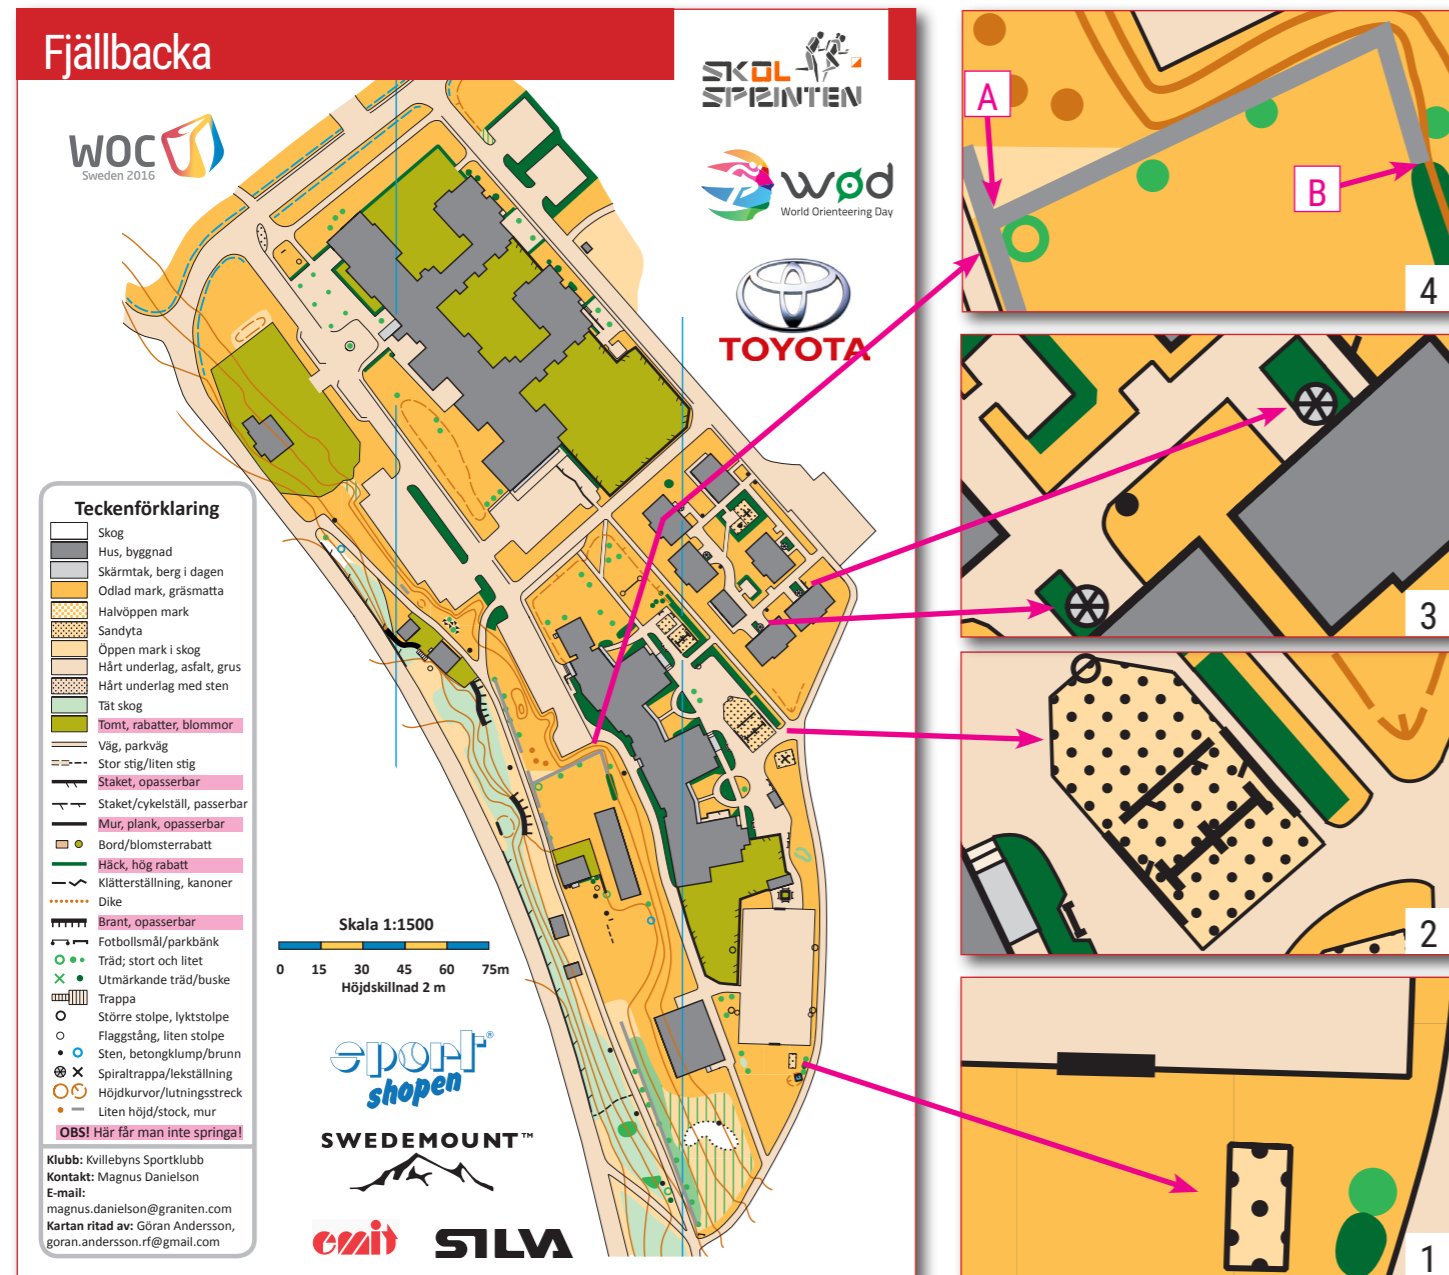 Fjällbacka
SKOL
SPRINTEN
WOC
Sweden 2016
wod
World Orienteering Day
TOYOTA
Teckenförklaring
Skog
Hus, byggnad
Skärmtak, berg i dagen
Odlad mark, gräsmatta
Halvöppen mark
Sandyta
Öppen mark i skog
Hårt underlag, asfalt, grus
Hårt underlag med sten
Tät skog
Tomt, rabatter, blommor
Väg, parkväg
Stor stig/liten stig
Staket, opasserbar
Staket/cykelställ, passerbar
Mur, plank, opasserbar
Bord/blomsterrabatt
Häck, hög rabatt
Klätterställning, kanoner
Dike
Brant, opasserbar
Fotbollsmål/parkbänk
Träd; stort och litet
Utmärkande träd/buske
Trappa
Större stolpe, lyktstolpe
Flaggstång, liten stolpe
Sten, betongklump/brunn
Spiraltrappa/lekställning
Höjdkurvor/lutningsstreck
Liten höjd/stock, mur
OBS! Här får man inte springa!
Klubb: Kvillebyns Sportklubb
Kontakt: Magnus Danielson
E-mail:
magnus.danielson@graniten.com
Kartan ritad av: Göran Andersson,
goran.andersson.rf@gmail.com
Skala 1:1500
0 15 30 45 60 75m
Höjdskillnad 2 m
sport®
shopen
SWEDEMOUNT™
emit
SILVA
A
B
4
3
2
1